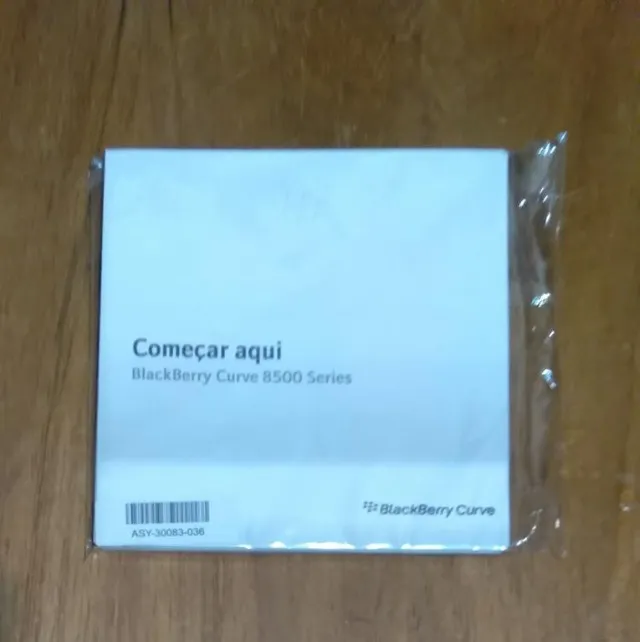 Começar aqui
BlackBerry Curve 8500 Series
ASY-30083-036
BlackBerry Curve